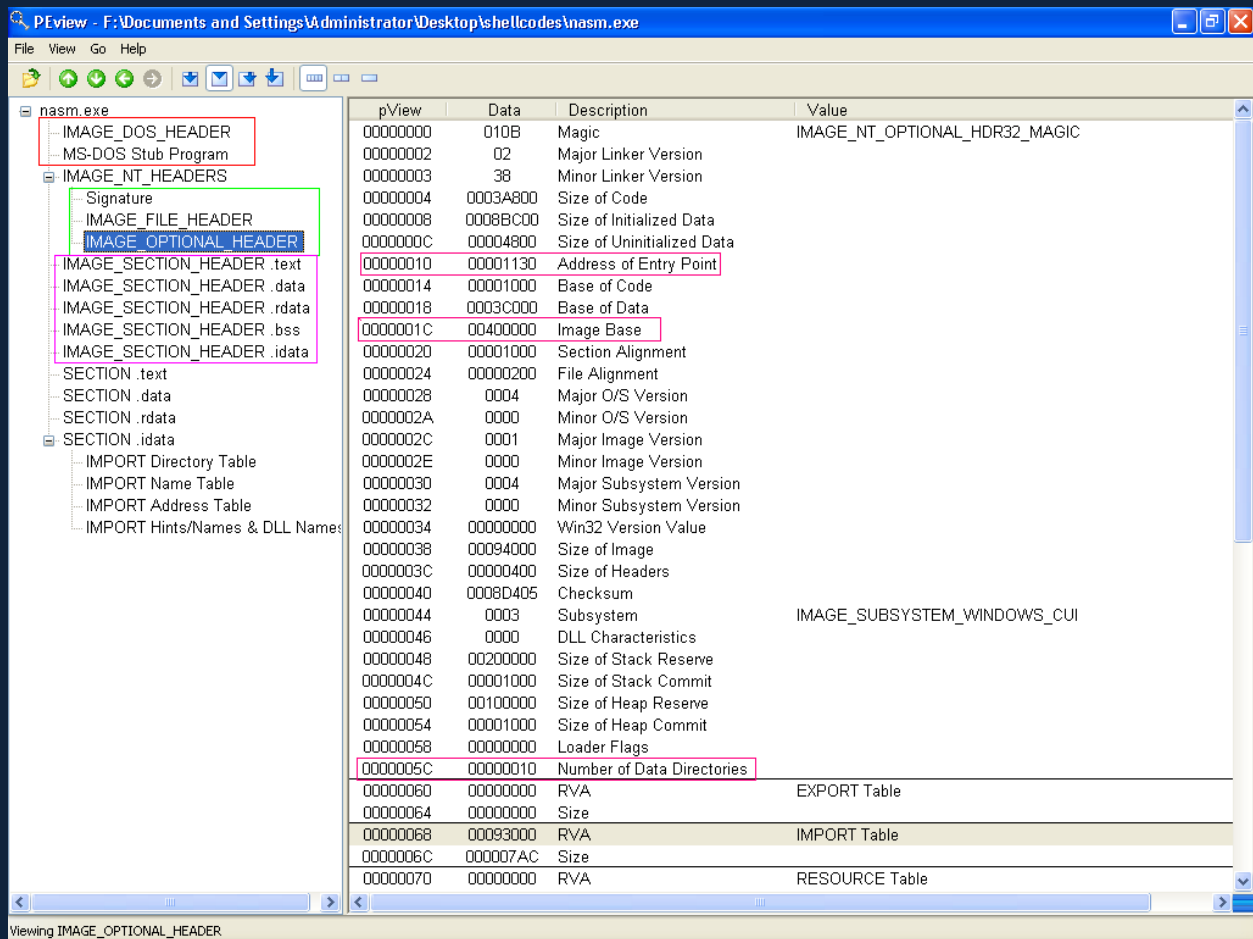 PEview - F:\Documents and Settings\Administrator\Desktop\shellcodes\nasm.exe
File View Go Help
nasm.exe
IMAGE_DOS_HEADER
MS-DOS Stub Program
IMAGE_NT_HEADERS
Signature
IMAGE_FILE_HEADER
IMAGE_OPTIONAL_HEADER
IMAGE_SECTION_HEADER .text
IMAGE_SECTION_HEADER .data
IMAGE_SECTION_HEADER .rdata
IMAGE_SECTION_HEADER .bss
IMAGE_SECTION_HEADER .idata
SECTION .text
SECTION .data
SECTION .rdata
SECTION .idata
IMPORT Directory Table
IMPORT Name Table
IMPORT Address Table
IMPORT Hints/Names & DLL Names
pView Data Description Value
00000000 010B Magic IMAGE_NT_OPTIONAL_HDR32_MAGIC
00000002 02 Major Linker Version
00000003 38 Minor Linker Version
00000004 0003A800 Size of Code
00000008 0008BC00 Size of Initialized Data
0000000C 00004800 Size of Uninitialized Data
00000010 00001130 Address of Entry Point
00000014 00001000 Base of Code
00000018 0003C000 Base of Data
0000001C 00400000 Image Base
00000020 00001000 Section Alignment
00000024 00000200 File Alignment
00000028 0004 Major O/S Version
0000002A 0000 Minor O/S Version
0000002C 0001 Major Image Version
0000002E 0000 Minor Image Version
00000030 0004 Major Subsystem Version
00000032 0000 Minor Subsystem Version
00000034 00000000 Win32 Version Value
00000038 00094000 Size of Image
0000003C 00000400 Size of Headers
00000040 0008D405 Checksum
00000044 0003 Subsystem IMAGE_SUBSYSTEM_WINDOWS_CUI
00000046 0000 DLL Characteristics
00000048 00200000 Size of Stack Reserve
0000004C 00001000 Size of Stack Commit
00000050 00100000 Size of Heap Reserve
00000054 00001000 Size of Heap Commit
00000058 00000000 Loader Flags
0000005C 00000010 Number of Data Directories
00000060 00000000 RVA EXPORT Table
00000064 00000000 Size
00000068 00093000 RVA IMPORT Table
0000006C 000007AC Size
00000070 00000000 RVA RESOURCE Table
Viewing IMAGE_OPTIONAL_HEADER